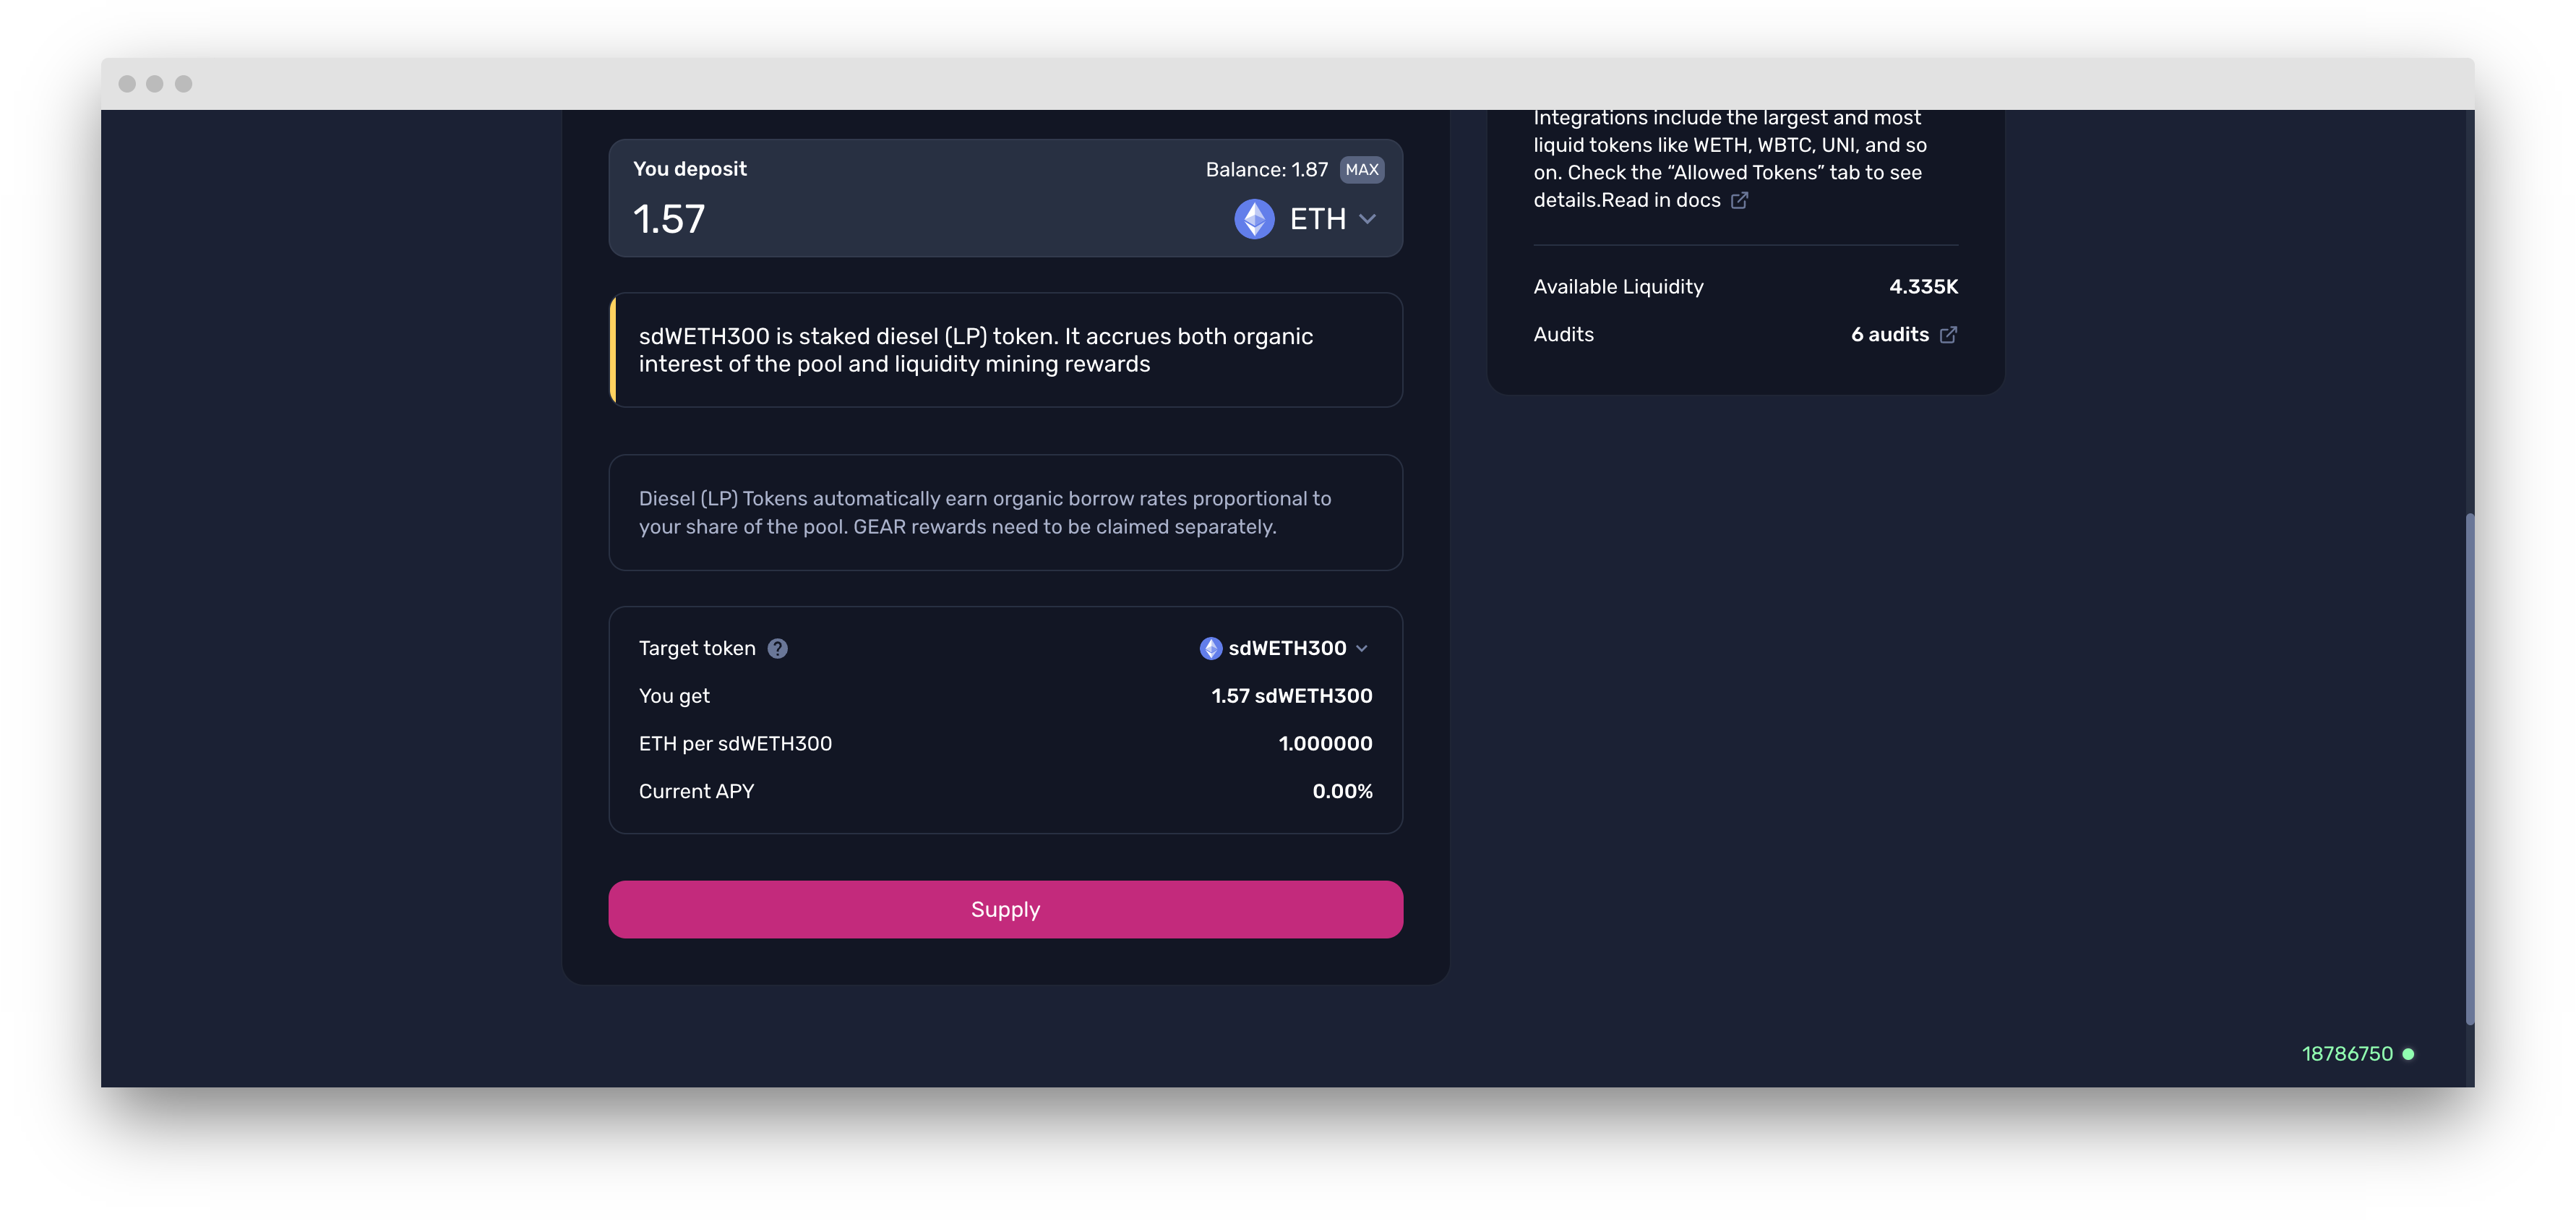 You deposit
Balance: 1.87 MAX
1.57
ETH
sdWETH300 is staked diesel (LP) token. It accrues both organic
interest of the pool and liquidity mining rewards
Diesel (LP) Tokens automatically earn organic borrow rates proportional to
your share of the pool. GEAR rewards need to be claimed separately.
Target token ?
sdWETH300
You get
1.57 sdWETH300
ETH per sdWETH300
1.000000
Current APY
0.00%
Supply
Integrations include the largest and most
liquid tokens like WETH, WBTC, UNI, and so
on. Check the “Allowed Tokens” tab to see
details.Read in docs
Available Liquidity
4.335K
Audits
6 audits
18786750